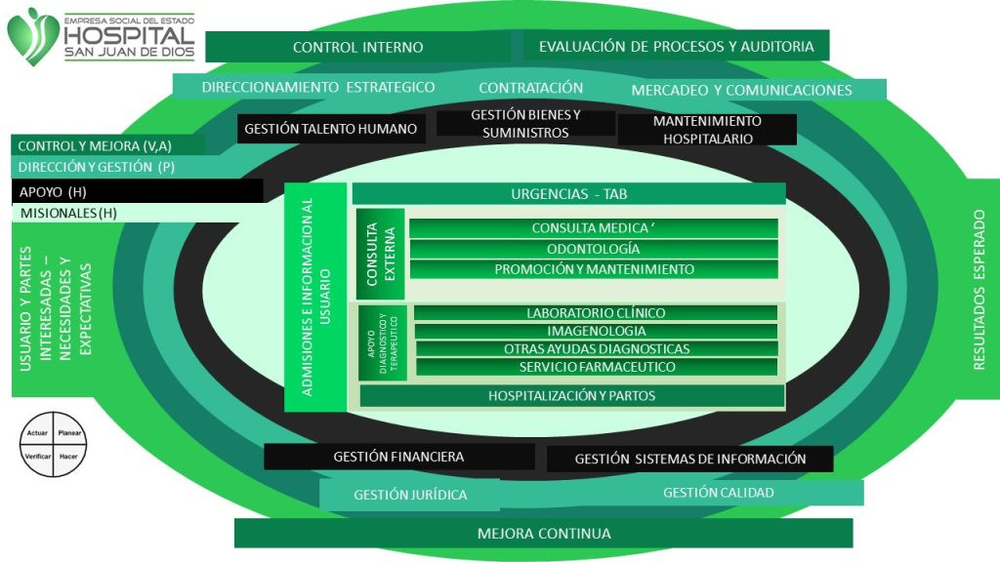 EMPRESA SOCIAL DEL ESTADO
HOSPITAL
SAN JUAN DE DIOS
CONTROL INTERNO
EVALUACIÓN DE PROCESOS Y AUDITORIA
DIRECCIONAMIENTO ESTRATEGICO
CONTRATACIÓN
MERCADEO Y COMUNICACIONES
GESTIÓN TALENTO HUMANO
GESTIÓN BIENES Y
SUMINISTROS
MANTENIMIENTO
HOSPITALARIO
CONTROL Y MEJORA (V,A)
DIRECCIÓN Y GESTIÓN (P)
APOYO (H)
MISIONALES (H)
USUARIO Y PARTES
INTERESADAS –
NECESIDADES Y
EXPECTATIVAS
ADMISIONES E INFORMACION AL
USUARIO
URGENCIAS - TAB
CONSULTA
EXTERNA
CONSULTA MEDICA ‘
ODONTOLOGÍA
PROMOCIÓN Y MANTENIMIENTO
APOYO
DIAGNOSTICO Y
TERAPEUTICO
LABORATORIO CLÍNICO
IMAGENOLOGIA
OTRAS AYUDAS DIAGNOSTICAS
SERVICIO FARMACEUTICO
HOSPITALIZACIÓN Y PARTOS
RESULTADOS ESPERADO
Actuar
Planear
Verificar
Hacer
GESTIÓN FINANCIERA
GESTIÓN SISTEMAS DE INFORMACIÓN
GESTIÓN JURÍDICA
GESTIÓN CALIDAD
MEJORA CONTINUA